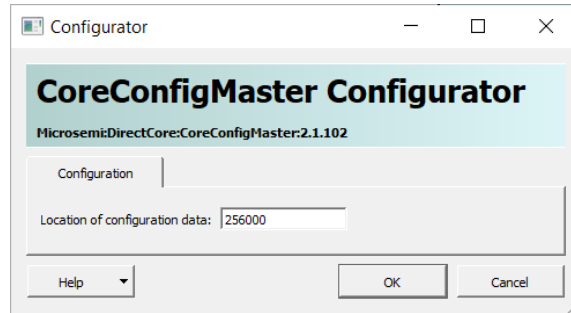 Configurator
CoreConfigMaster Configurator
Microsemi:DirectCore:CoreConfigMaster:2.1.102
Configuration
Location of configuration data: 256000
Help OK Cancel